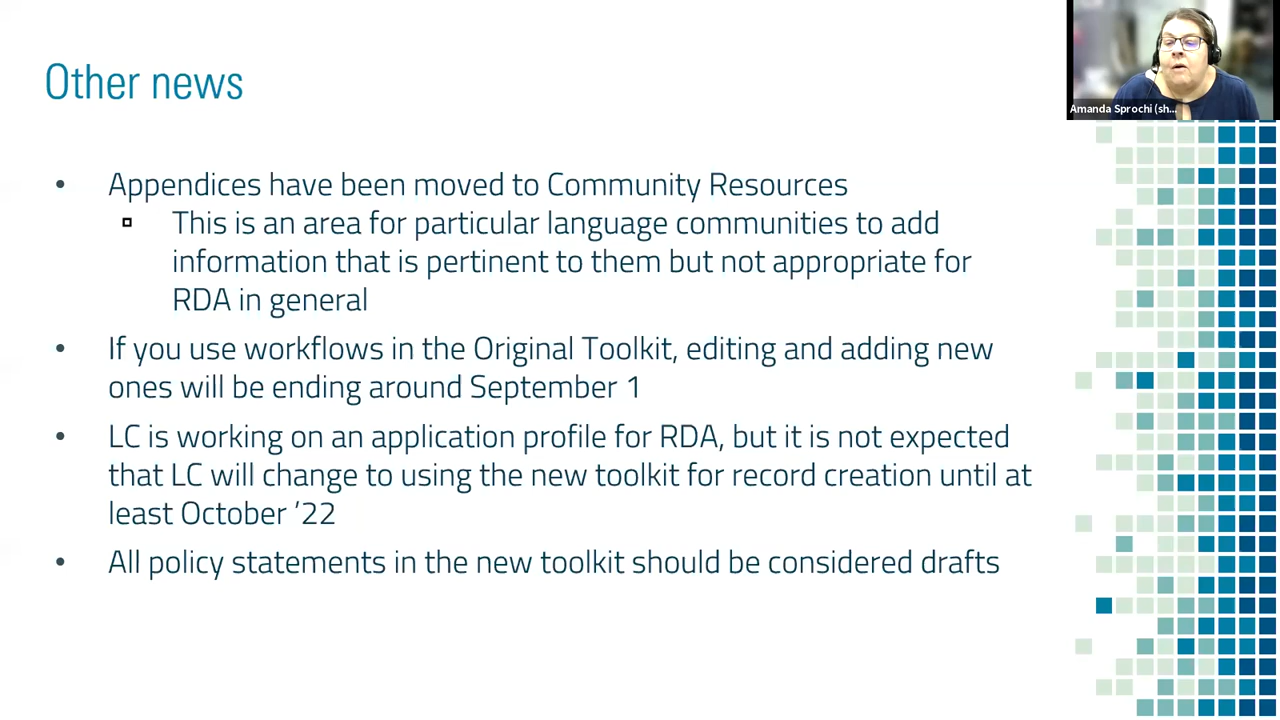 Other news
Amanda Sprochi (sh...
• Appendices have been moved to Community Resources
▫ This is an area for particular language communities to add
information that is pertinent to them but not appropriate for
RDA in general
• If you use workflows in the Original Toolkit, editing and adding new
ones will be ending around September 1
• LC is working on an application profile for RDA, but it is not expected
that LC will change to using the new toolkit for record creation until at
least October ’22
• All policy statements in the new toolkit should be considered drafts